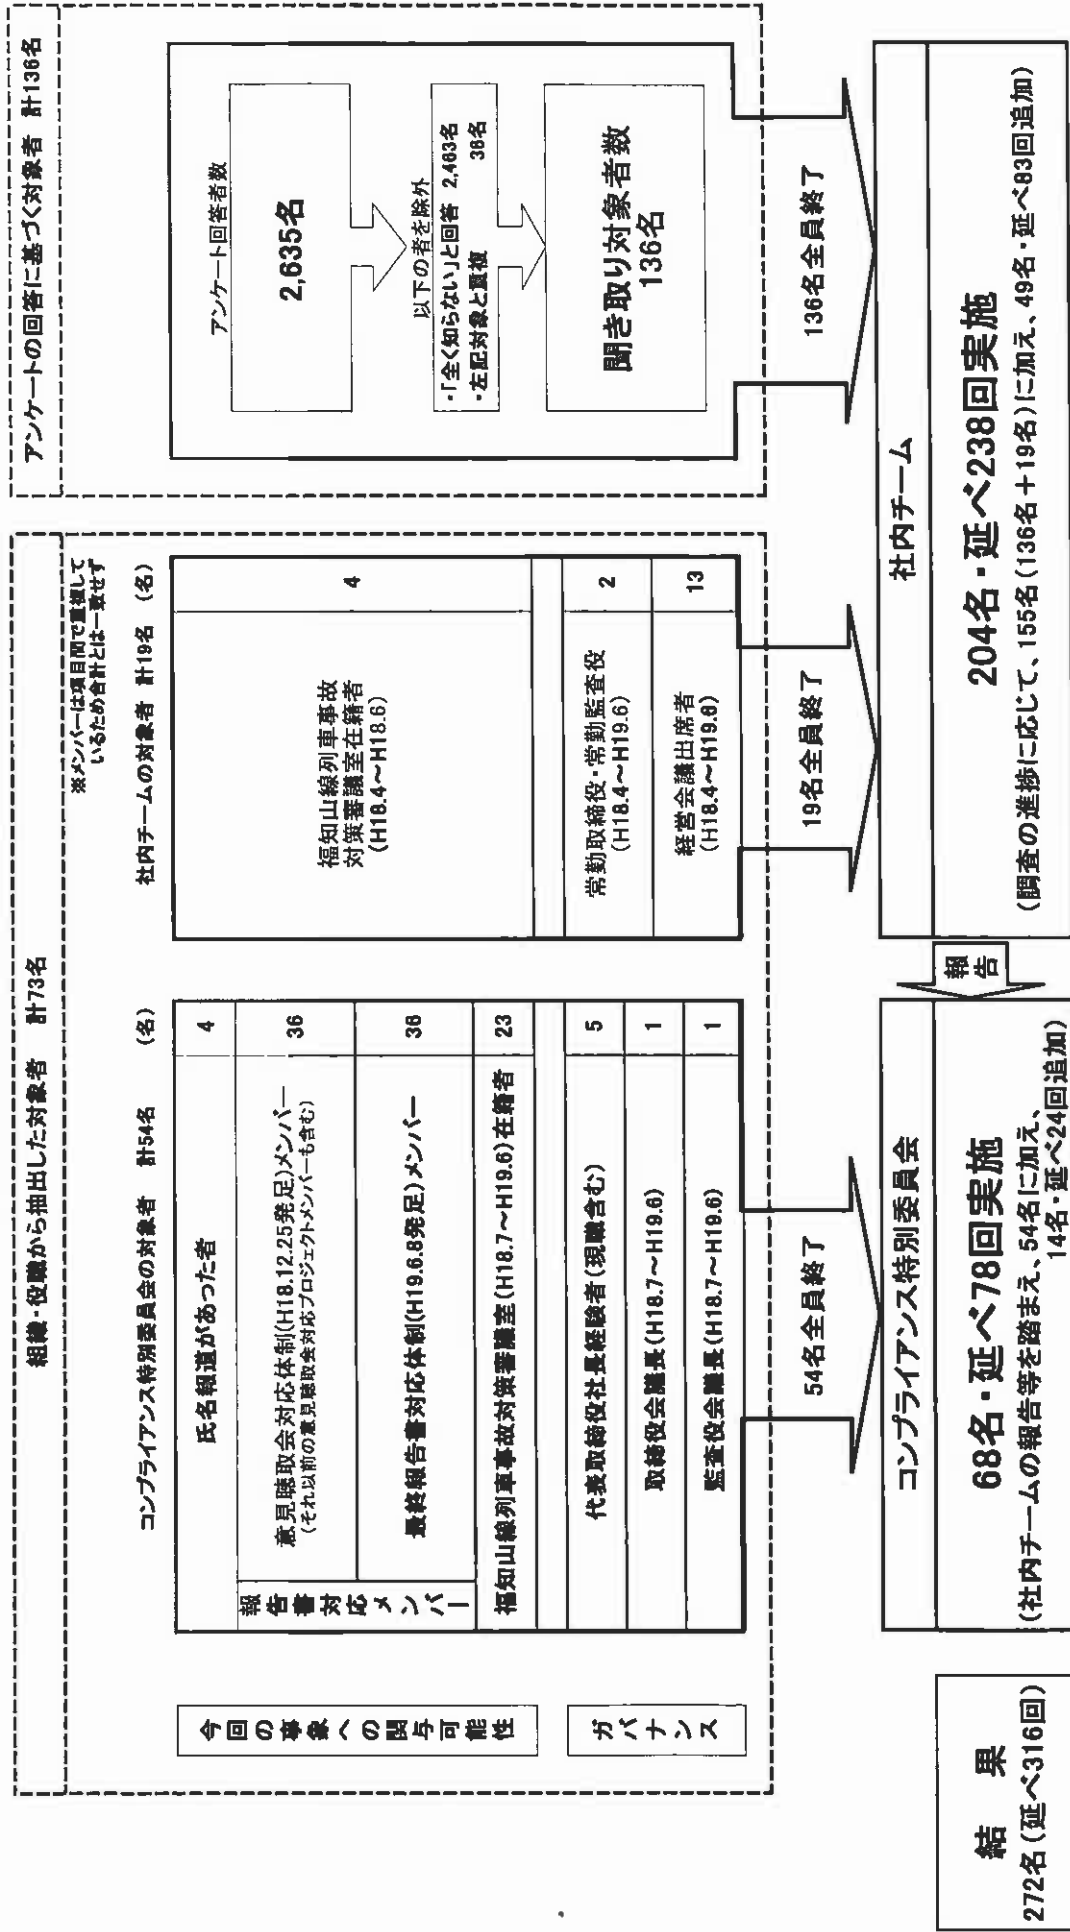 組織・役職から抽出した対象者　計73名
※メンバーは項目間で重複して
いるため合計とは一致せず
コンプライアンス特別委員会の対象者　計54名　(名)
今回の事象への関与可能性
氏名報道があった者　4
報告書対応メンバー
意見聴取会対応体制(H18.12.25発足)メンバー　36
(それ以前の意見聴取会対応プロジェクトメンバーも含む)
最終報告書対応体制(H19.6.8発足)メンバー　38
福知山線列車事故対策審議室(H18.7～H19.6)在籍者　23
ガバナンス
代表取締役社長経験者(現職含む)　5
取締役会議長(H18.7～H19.6)　1
監査役会議長(H18.7～H19.6)　1
社内チームの対象者　計19名　(名)
福知山線列車事故
対策審議室在籍者
(H18.4～H18.6)　4
常勤取締役・常勤監査役
(H18.4～H19.6)　2
経営会議出席者
(H18.4～H19.6)　13
アンケートの回答に基づく対象者　計136名
アンケート回答者数
2,635名
以下の者を除外
・「全く知らない」と回答　2,463名
・左記対象と重複　36名
聞き取り対象者数
136名
54名全員終了
19名全員終了
136名全員終了
結　果
272名(延べ316回)
コンプライアンス特別委員会
68名・延べ78回実施
(社内チームの報告等を踏まえ、54名に加え、
14名・延べ24回追加)
報告
社内チーム
204名・延べ238回実施
(調査の進捗に応じて、155名(136名＋19名)に加え、49名・延べ83回追加)